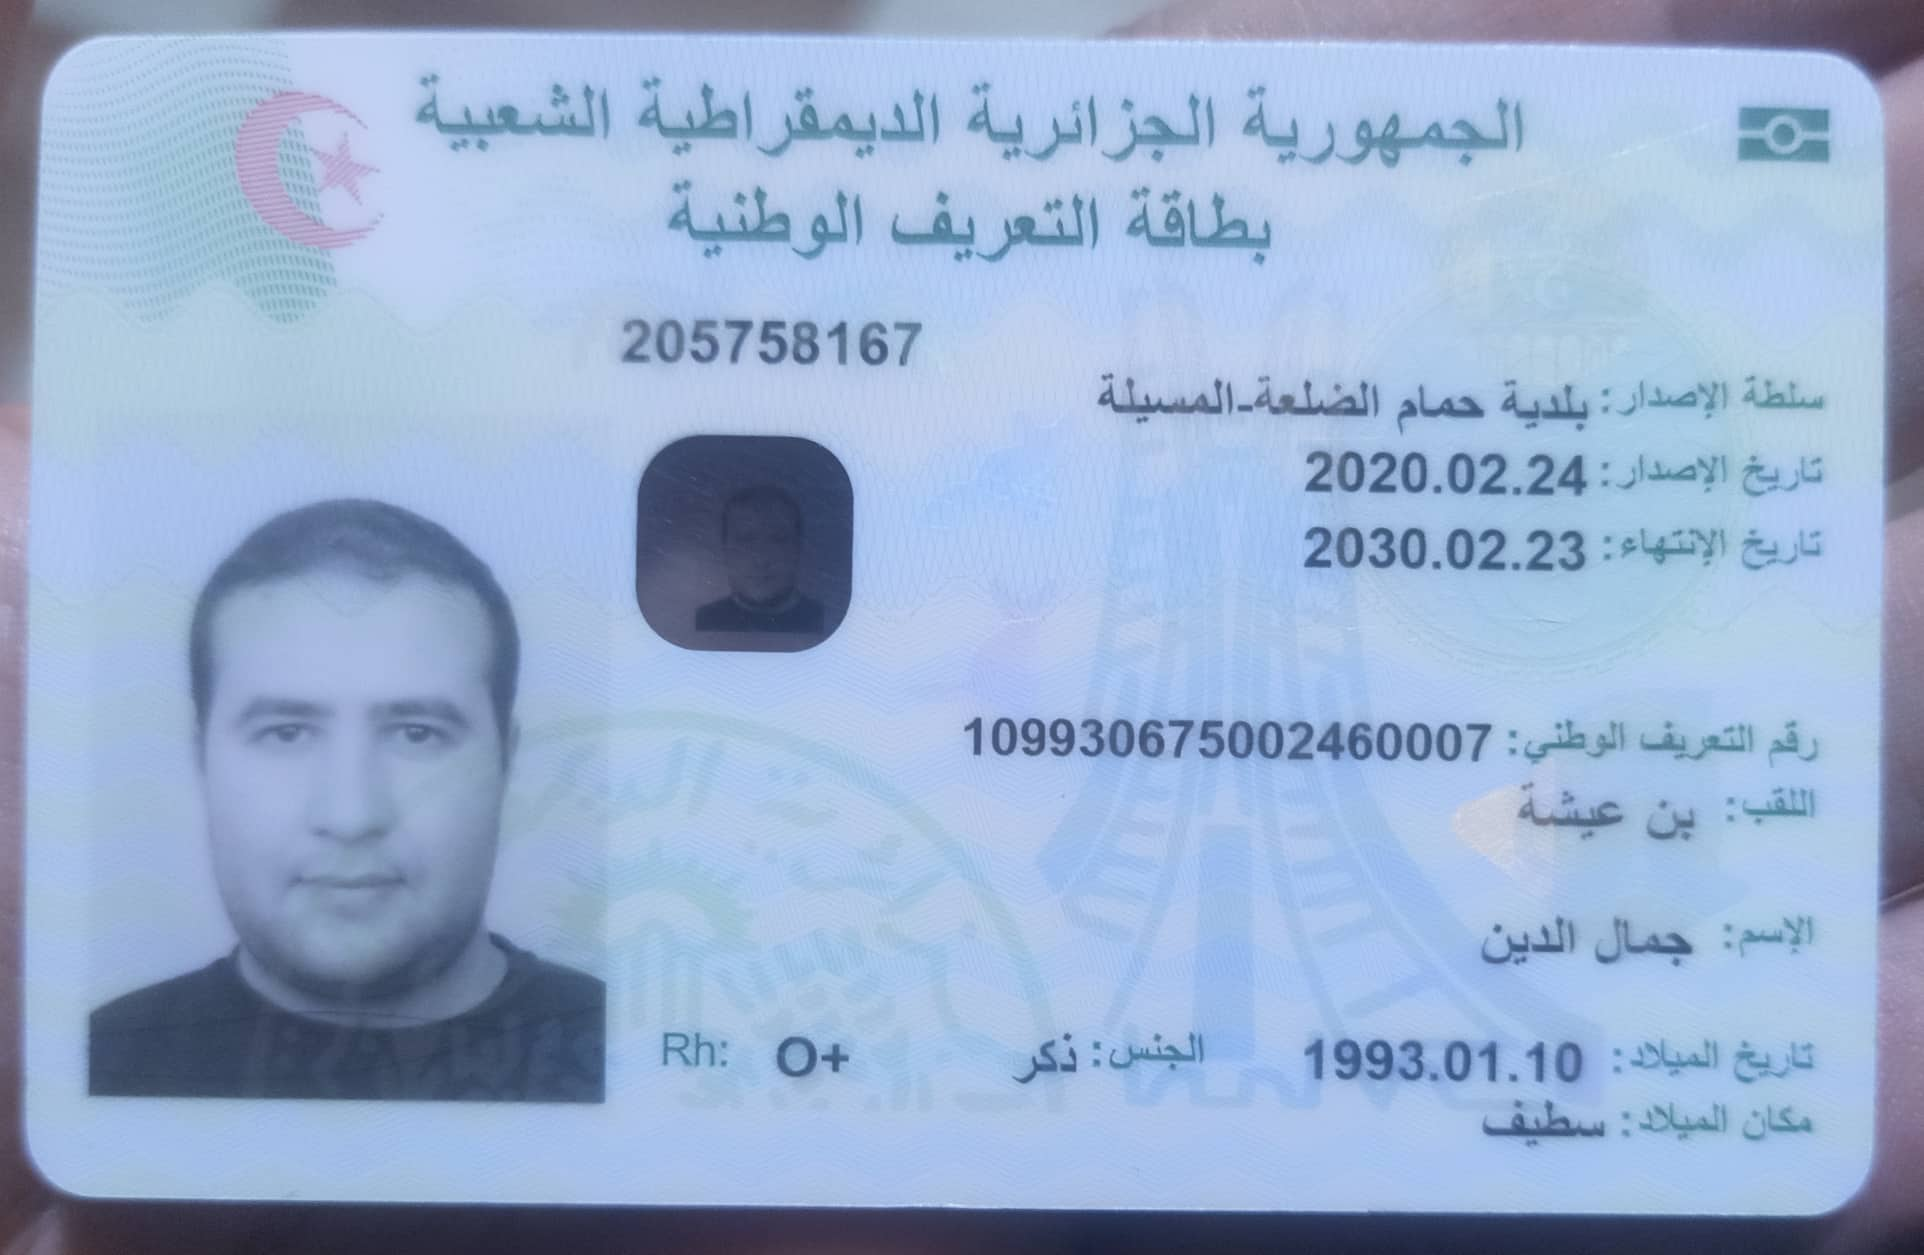 الجمهورية الجزائرية الديمقراطية الشعبية
بطاقة التعريف الوطنية
205758167
سلطة الإصدار: بلدية حمام الضلعة-المسيلة
تاريخ الإصدار: 2020.02.24
تاريخ الإنتهاء: 2030.02.23
رقم التعريف الوطني: 109930675002460007
اللقب: بن عيشة
الإسم: جمال الدين
تاريخ الميلاد: 1993.01.10 الجنس: ذكر Rh: O+
مكان الميلاد: سطيف